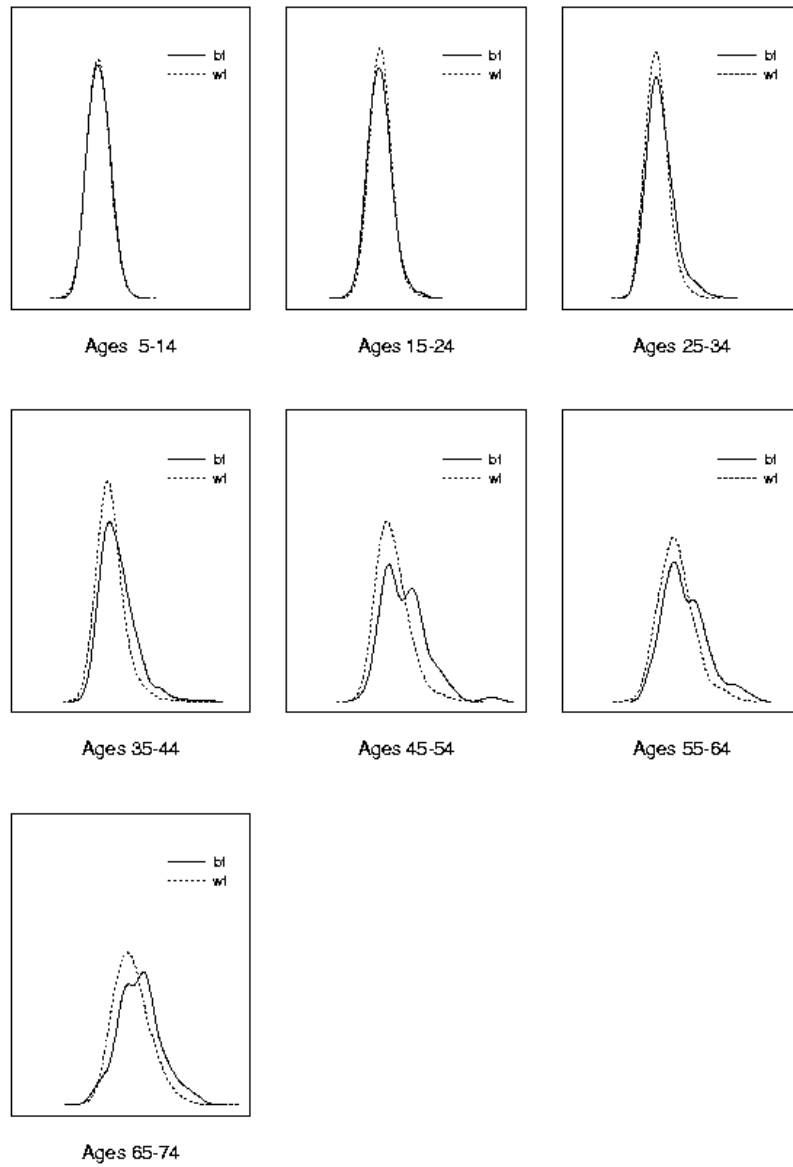 bf
wf
Ages 5-14
bf
wf
Ages 15-24
bf
wf
Ages 25-34
bf
wf
Ages 35-44
bf
wf
Ages 45-54
bf
wf
Ages 55-64
bf
wf
Ages 65-74